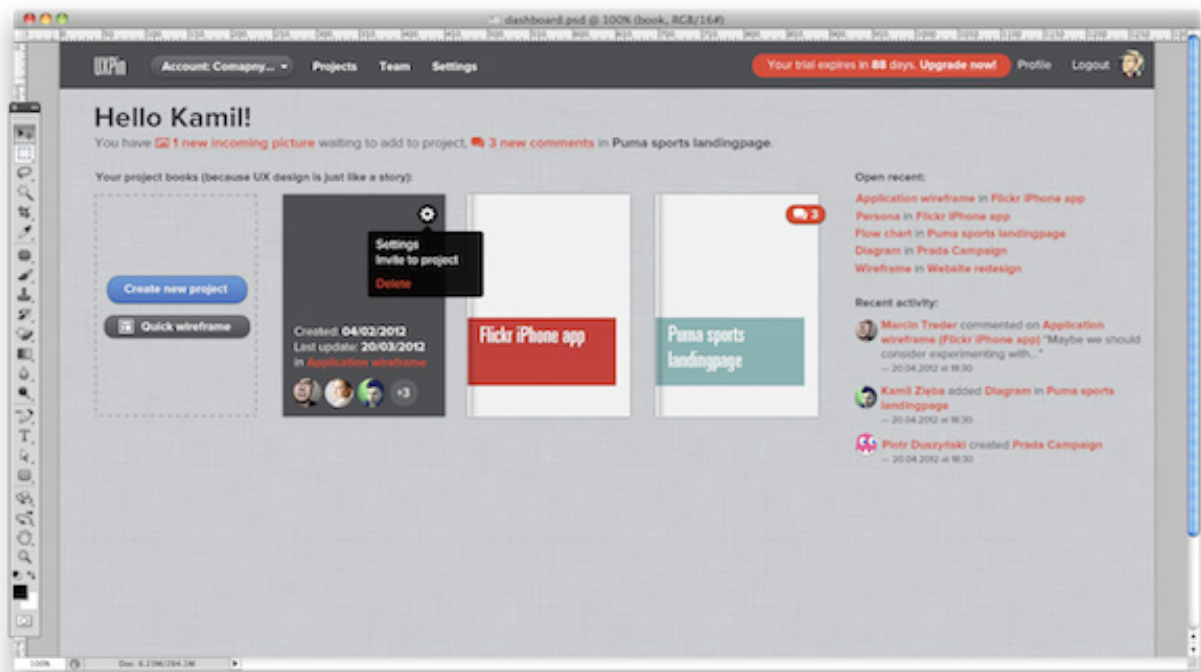 dashboard.psd @ 100% (book, RGB/16#)
UXPin
Account: Comapny...
Projects
Team
Settings
Your trial expires in 88 days. Upgrade now!
Profile
Logout
Hello Kamil!
You have 1 new incoming picture waiting to add to project, 3 new comments in Puma sports landingpage.
Your project books (because UX design is just like a story):
Create new project
Quick wireframe
Settings
Invite to project
Delete
Created: 04/02/2012
Last update: 20/03/2012
in Application wireframe
+3
Flickr iPhone app
3
Puma sports
landingpage
Open recent:
Application wireframe in Flickr iPhone app
Persona in Flickr iPhone app
Flow chart in Puma sports landingpage
Diagram in Prada Campaign
Wireframe in Website redesign
Recent activity:
Marcin Treder commented on Application
wireframe (Flickr iPhone app) "Maybe we should
consider experimenting with..."
— 20.04.2012 at 18:30
Kamil Zięba added Diagram in Puma sports
landingpage
— 20.04.2012 at 18:30
Piotr Duszyński created Prada Campaign
— 20.04.2012 at 18:30
100%
Doc: 6.23M/294.1M